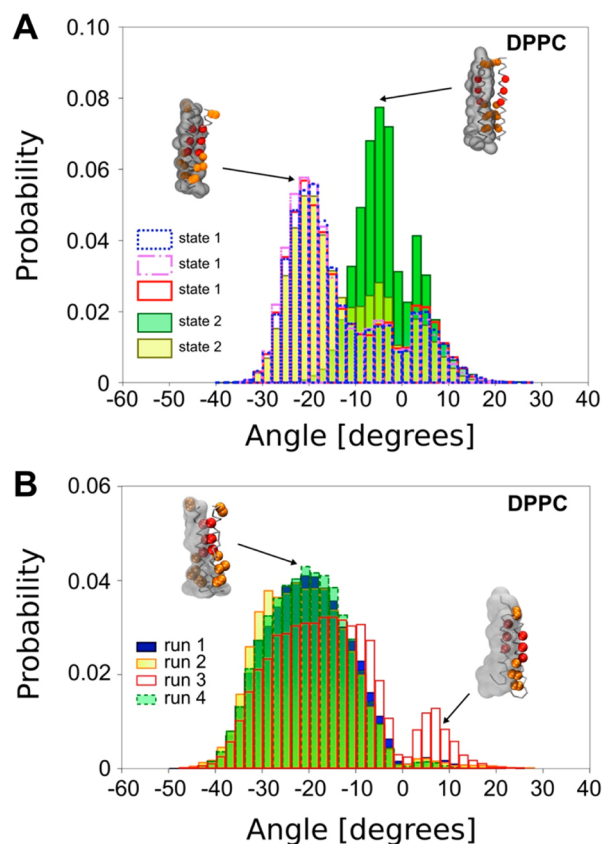 A
DPPC
0.10
0.08
0.06
0.04
0.02
0
Probability
state 1
state 1
state 1
state 2
state 2
-60 -50 -40 -30 -20 -10 0 10 20 30 40
Angle [degrees]
B
DPPC
0.06
0.04
0.02
0
Probability
run 1
run 2
run 3
run 4
-60 -50 -40 -30 -20 -10 0 10 20 30 40
Angle [degrees]